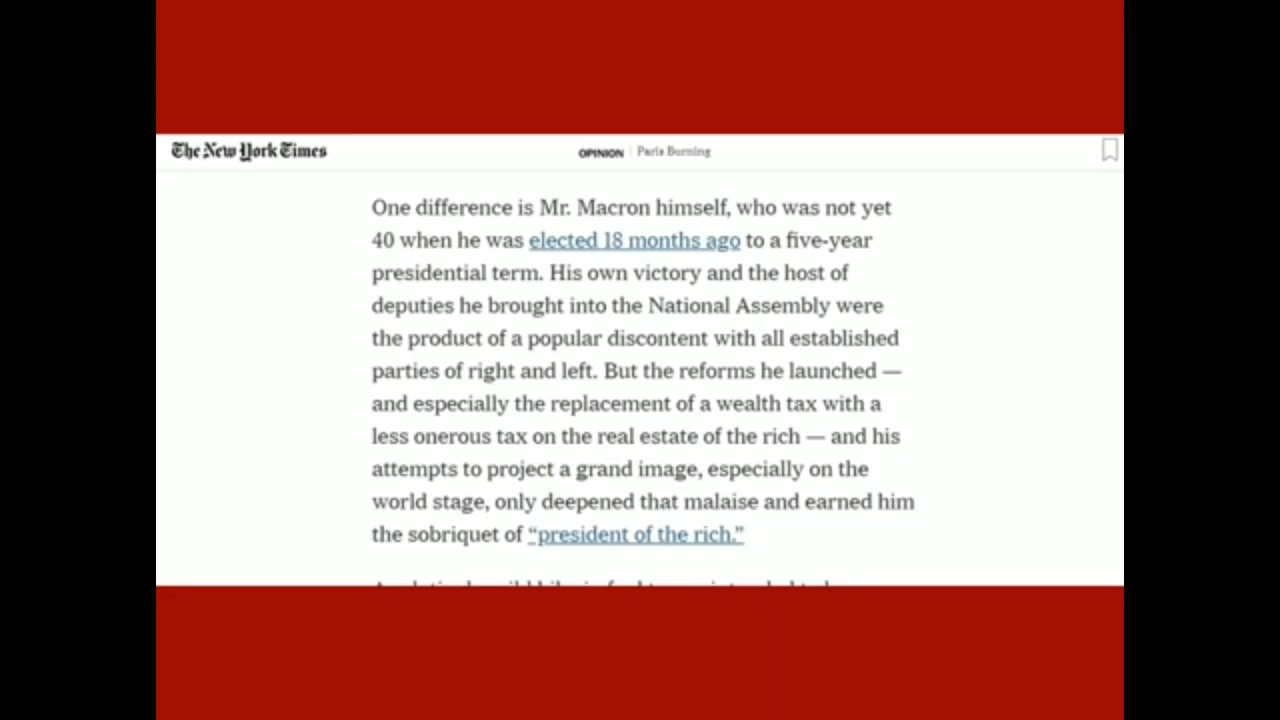 The New York Times
OPINION | Paris Burning
One difference is Mr. Macron himself, who was not yet
40 when he was elected 18 months ago to a five-year
presidential term. His own victory and the host of
deputies he brought into the National Assembly were
the product of a popular discontent with all established
parties of right and left. But the reforms he launched —
and especially the replacement of a wealth tax with a
less onerous tax on the real estate of the rich — and his
attempts to project a grand image, especially on the
world stage, only deepened that malaise and earned him
the sobriquet of “president of the rich.”